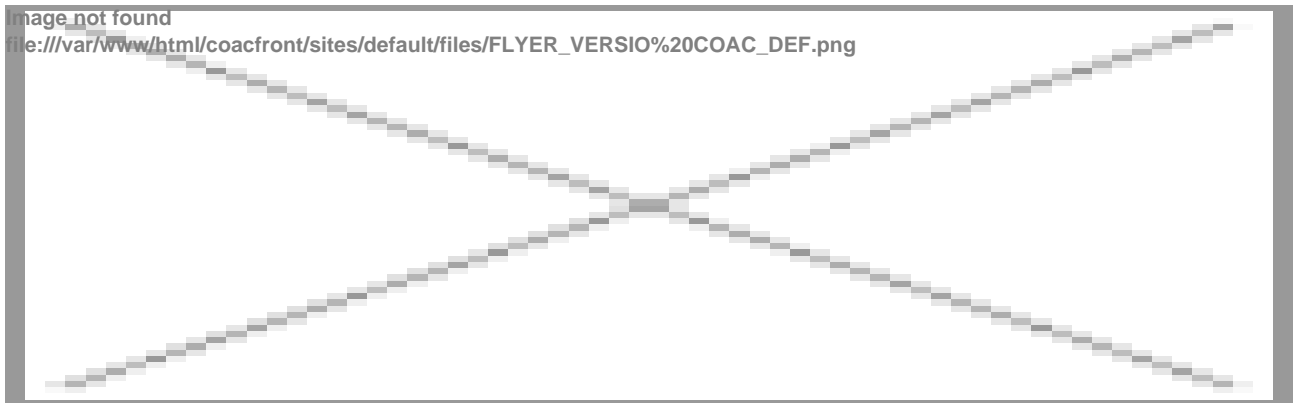 Image not found
file:///var/www/html/coacfront/sites/default/files/FLYER_VERSIO%20COAC_DEF.png